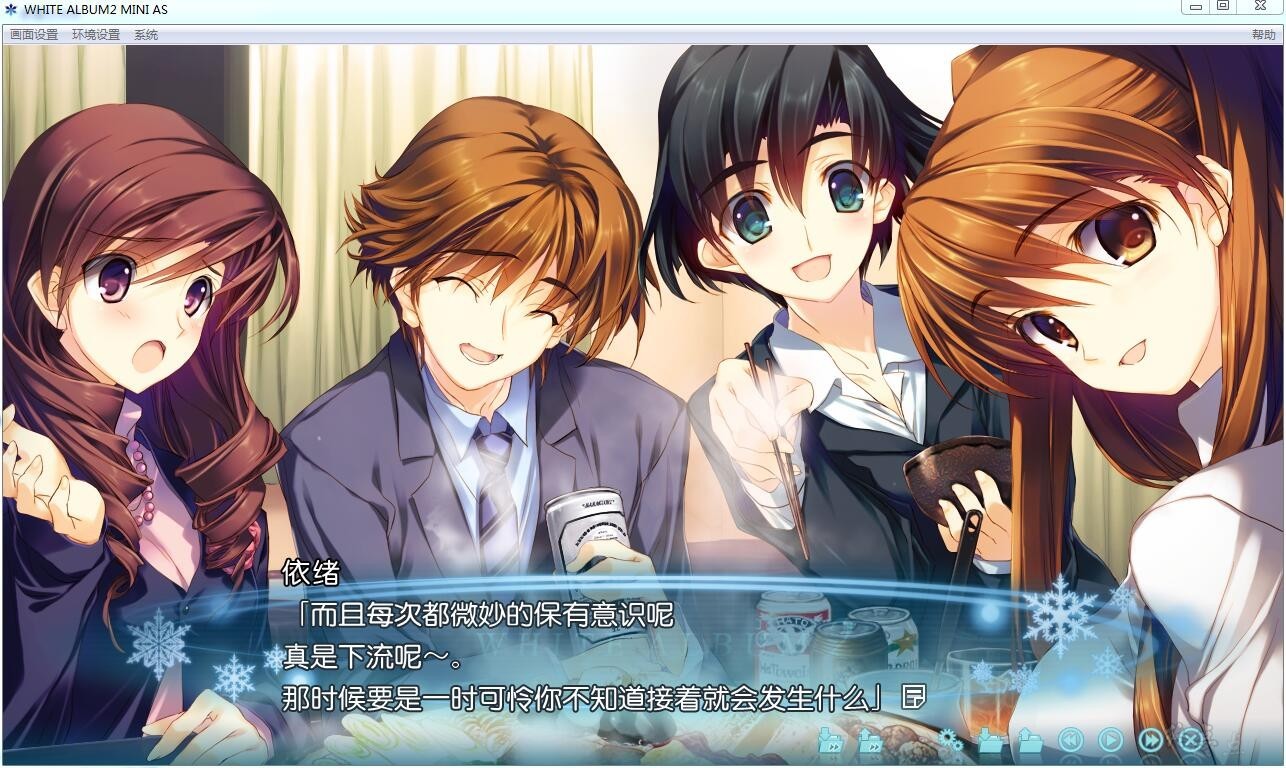 WHITE ALBUM2 MINI AS
画面设置 环境设置 系统 帮助
依绪
「而且每次都微妙的保有意识呢
真是下流呢～。
那时候要是一时可怜你不知道接着就会发生什么」